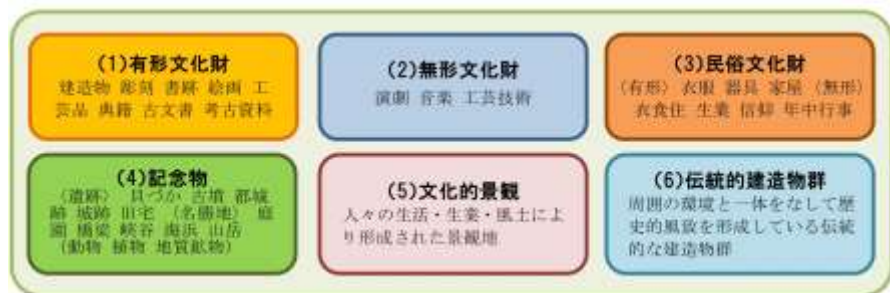 (1)有形文化財
建造物 彫刻 書跡 絵画 工
芸品 典籍 古文書 考古資料
(2)無形文化財
演劇 音楽 工芸技術
(3)民俗文化財
(有形) 衣服 器具 家屋 (無形)
衣食住 生業 信仰 年中行事
(4)記念物
(遺跡) 貝づか 古墳 都城
跡 城跡 旧宅 (名勝地) 庭
園 橋梁 峡谷 海浜 山岳
(動物 植物 地質鉱物)
(5)文化的景観
人々の生活・生業・風土によ
り形成された景観地
(6)伝統的建造物群
周囲の環境と一体をなして歴
史的風致を形成している伝統
的な建造物群